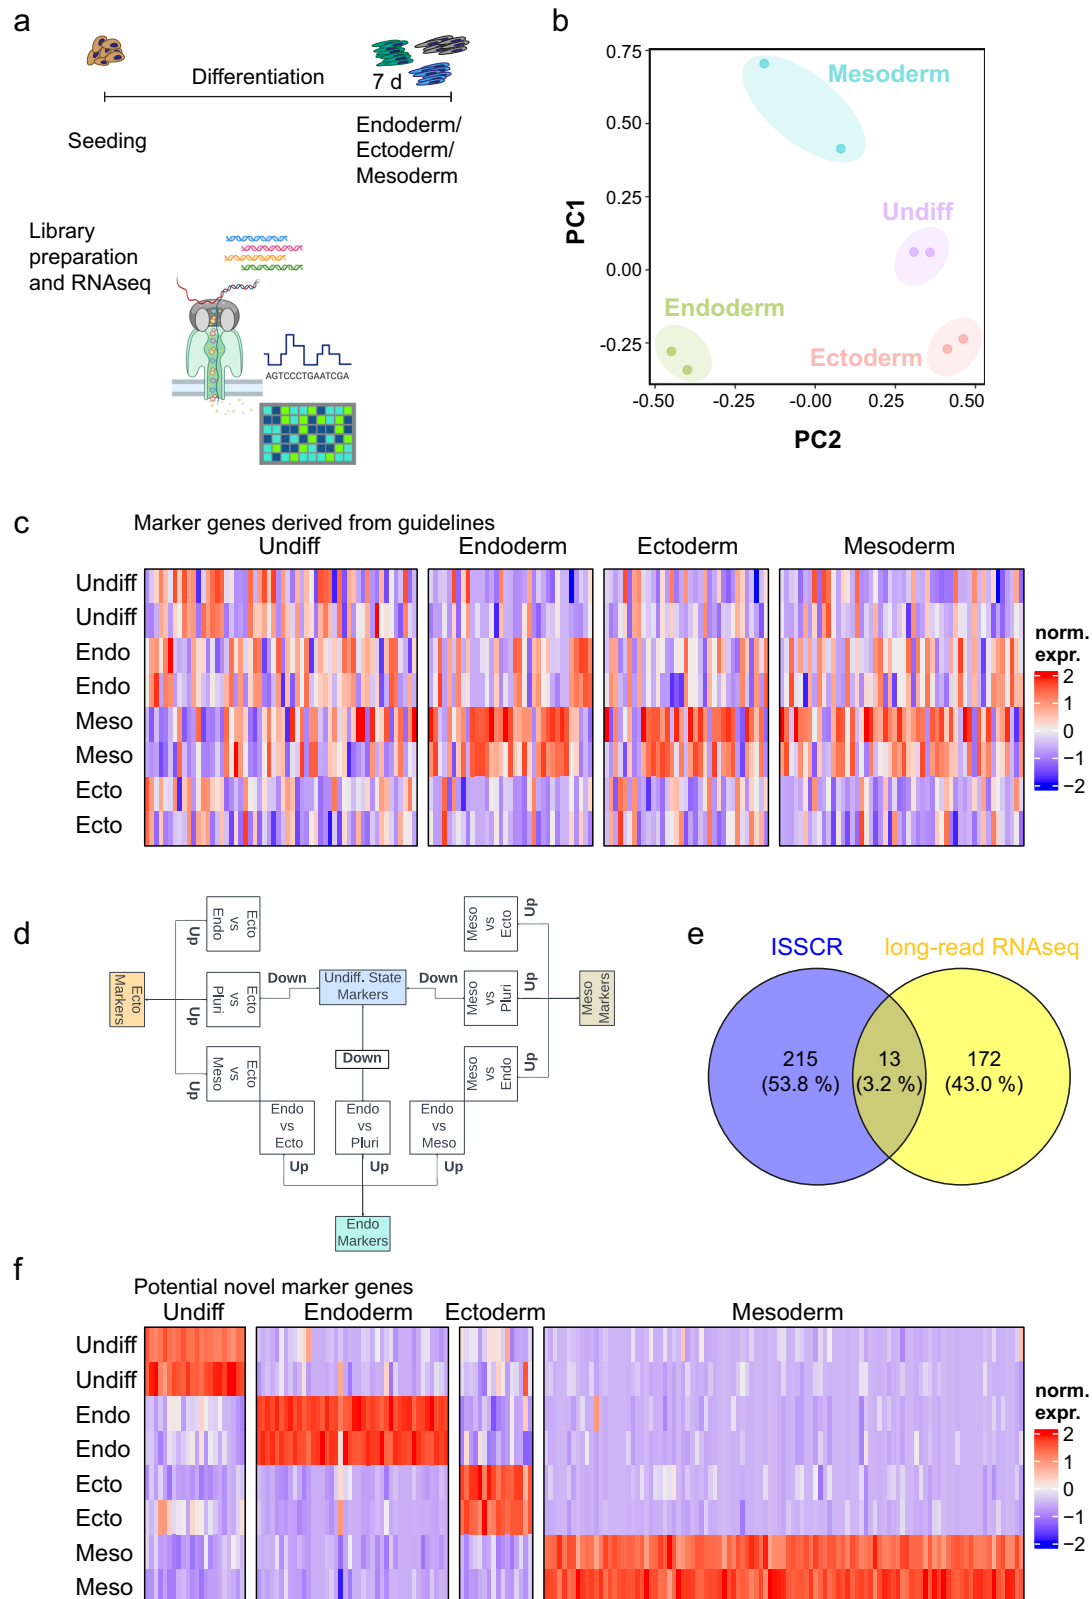 a
Differentiation
7 d
Seeding
Endoderm/
Ectoderm/
Mesoderm
Library
preparation
and RNAseq
AGTCCCTGAATCGA
b
0.75
0.50
0.25
0.00
-0.25
PC1
Mesoderm
Undiff
Endoderm
Ectoderm
-0.50
-0.25
-0.00
0.25
0.50
PC2
c
Marker genes derived from guidelines
Undiff
Endoderm
Ectoderm
Mesoderm
Undiff
Undiff
Endo
Endo
Meso
Meso
Ecto
Ecto
norm.
expr.
2
1
0
−1
−2
d
Ecto
vs
Endo
Up
Ecto
Markers
Up
Ecto
vs
Pluri
Down
Undiff. State
Markers
Down
Meso
vs
Pluri
Up
Meso
Markers
Meso
vs
Ecto
Up
Up
Ecto
vs
Meso
Down
Meso
vs
Endo
Up
Endo
vs
Ecto
Endo
vs
Pluri
Endo
vs
Meso
Up
Up
Up
Endo
Markers
e
ISSCR
long-read RNAseq
215
(53.8 %)
13
(3.2 %)
172
(43.0 %)
f
Potential novel marker genes
Undiff
Endoderm
Ectoderm
Mesoderm
Undiff
Undiff
Endo
Endo
Ecto
Ecto
Meso
Meso
norm.
expr.
2
1
0
−1
−2